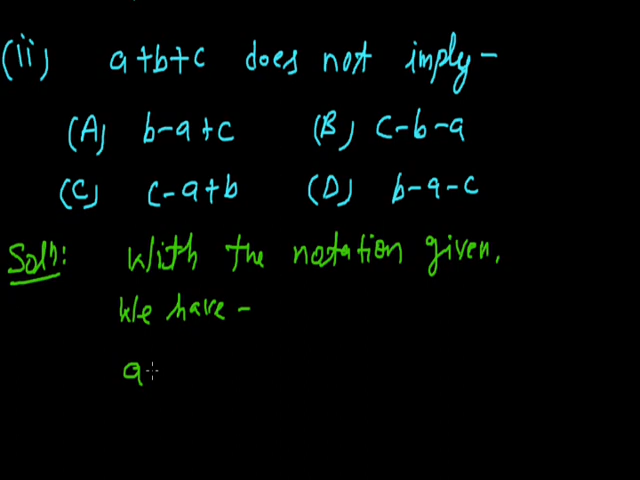 (ii) a+b+c does not imply-
(A) b-a+c (B) c-b-a
(C) c-a+b (D) b-a-c
Soln: With the notation given.
We have -
a